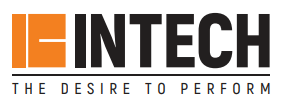 INTECH
THE DESIRE TO PERFORM